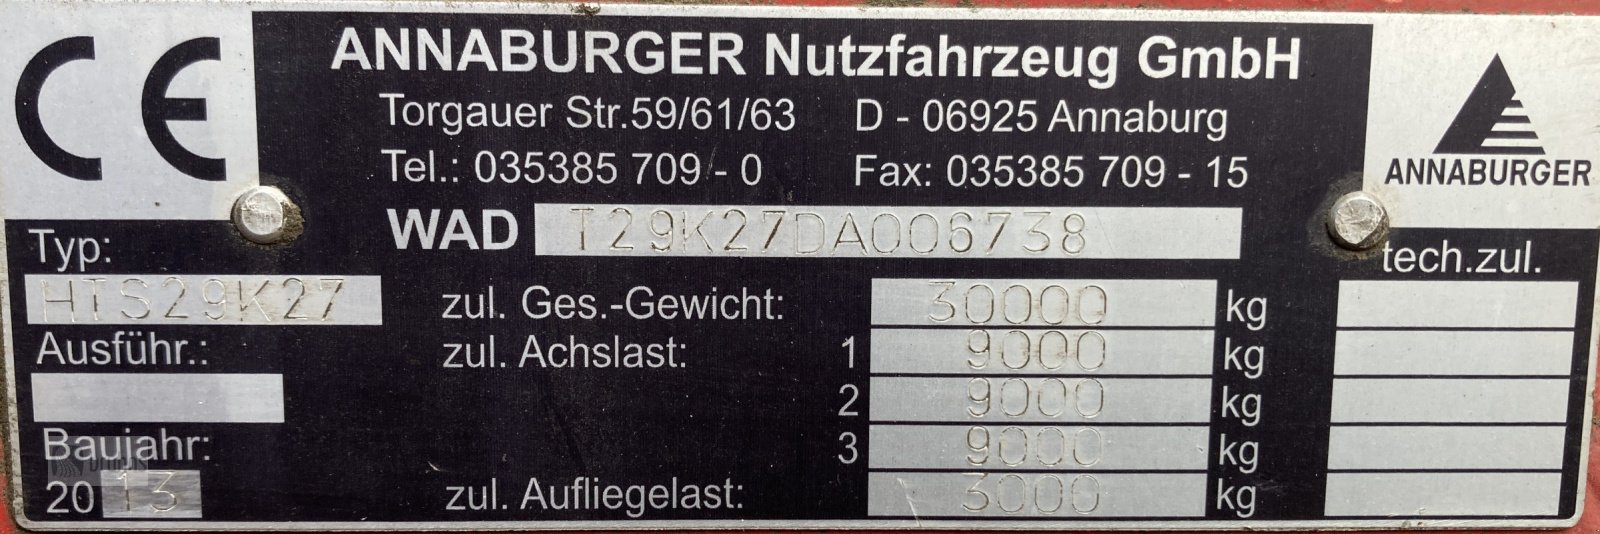 CE
ANNABURGER Nutzfahrzeug GmbH
Torgauer Str.59/61/63 D - 06925 Annaburg
Tel.: 035385 709 - 0 Fax: 035385 709 - 15
ANNABURGER
WAD T29K27DA006738
Typ:
HTS29K27
Ausführ.:
Baujahr:
2013
zul. Ges.-Gewicht: 30000 kg
zul. Achslast: 1 9000 kg
2 9000 kg
3 9000 kg
zul. Aufliegelast: 3000 kg
tech.zul.